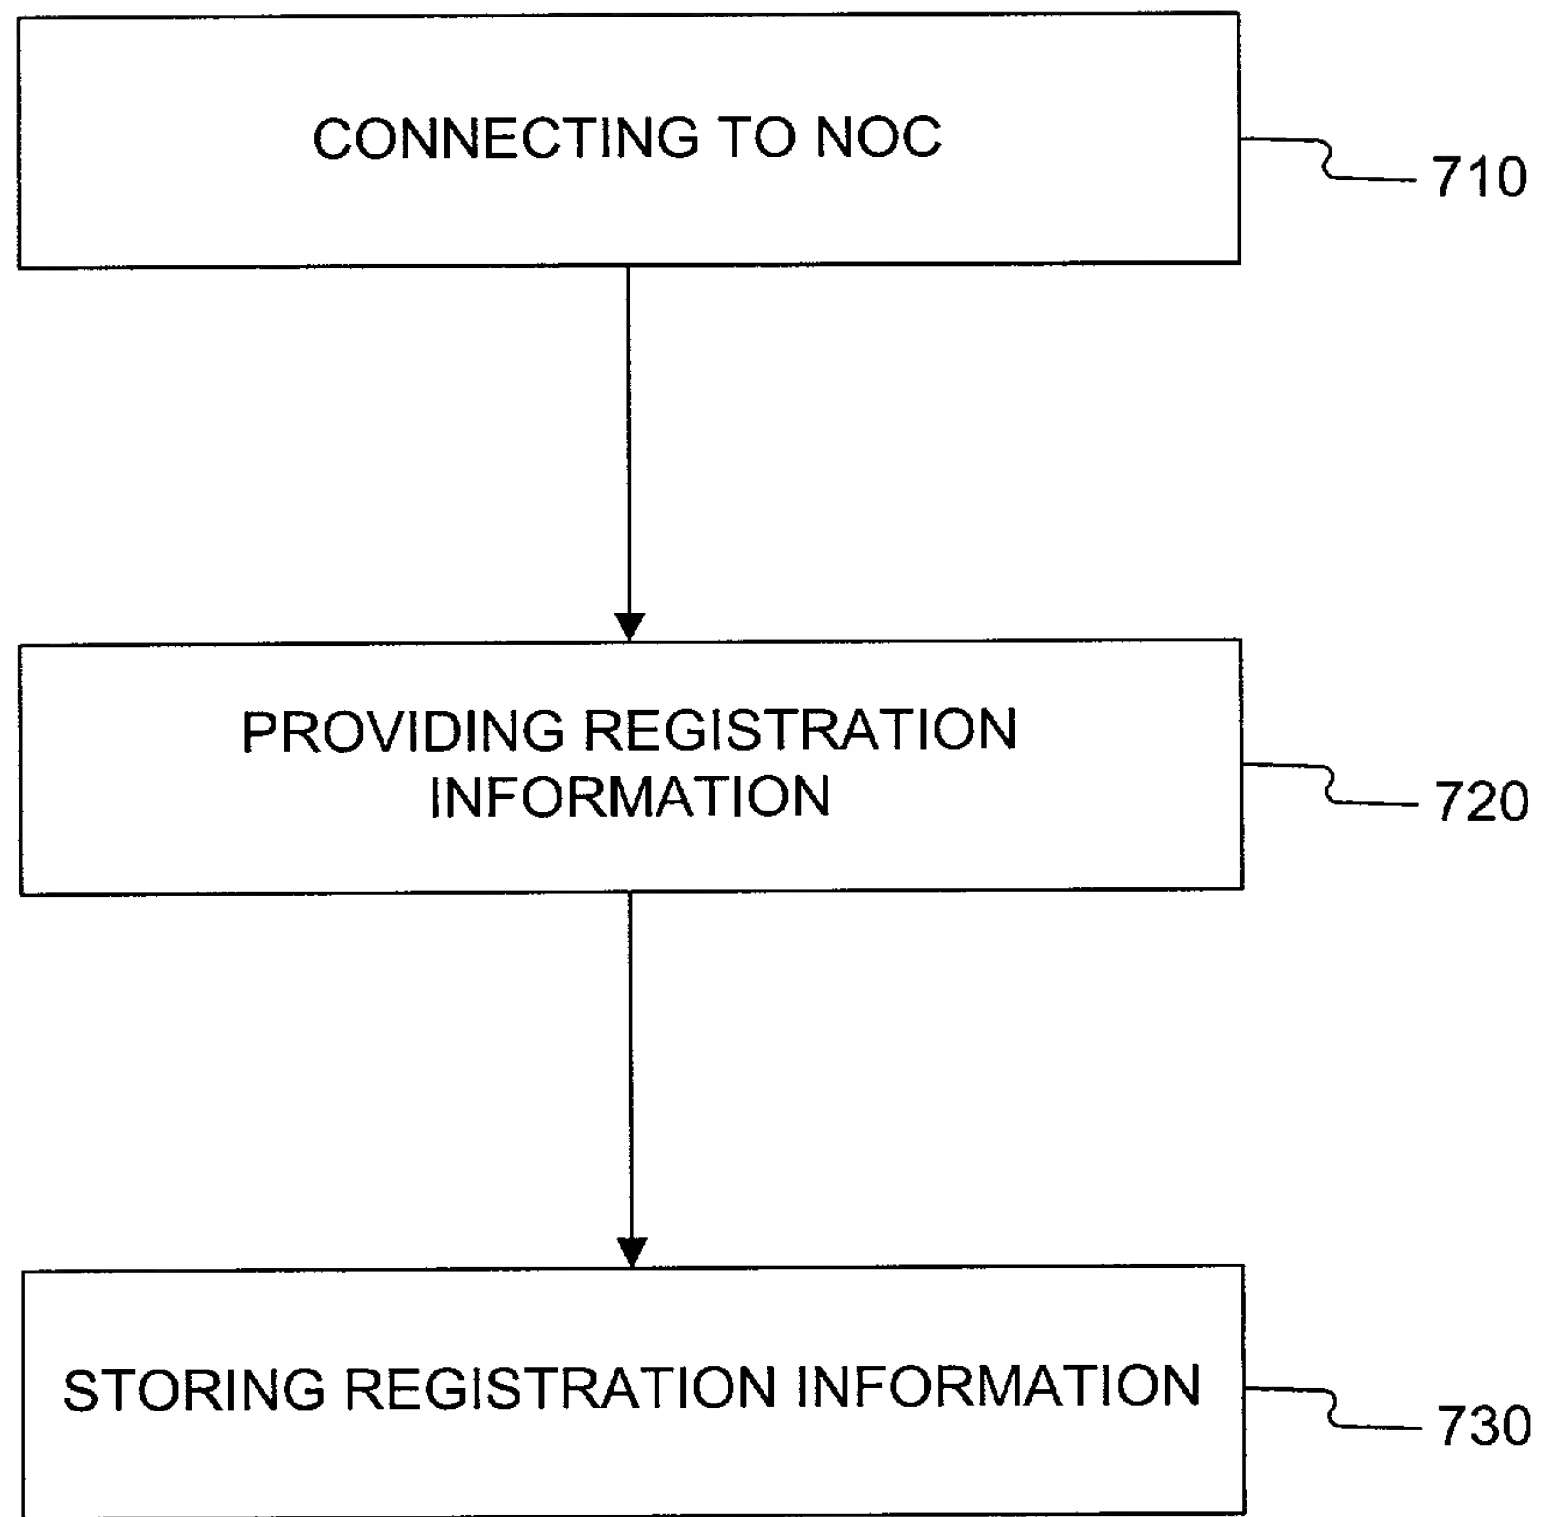 CONNECTING TO NOC
710
PROVIDING REGISTRATION
INFORMATION
720
STORING REGISTRATION INFORMATION
730